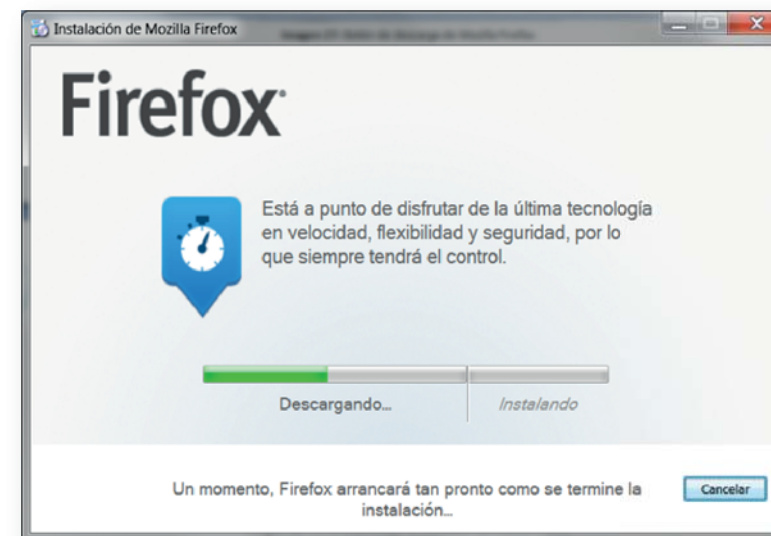 Instalación de Mozilla Firefox
Firefox
Está a punto de disfrutar de la última tecnología
en velocidad, flexibilidad y seguridad, por lo
que siempre tendrá el control.
Descargando...
Instalando
Un momento, Firefox arrancará tan pronto como se termine la
instalación...
Cancelar